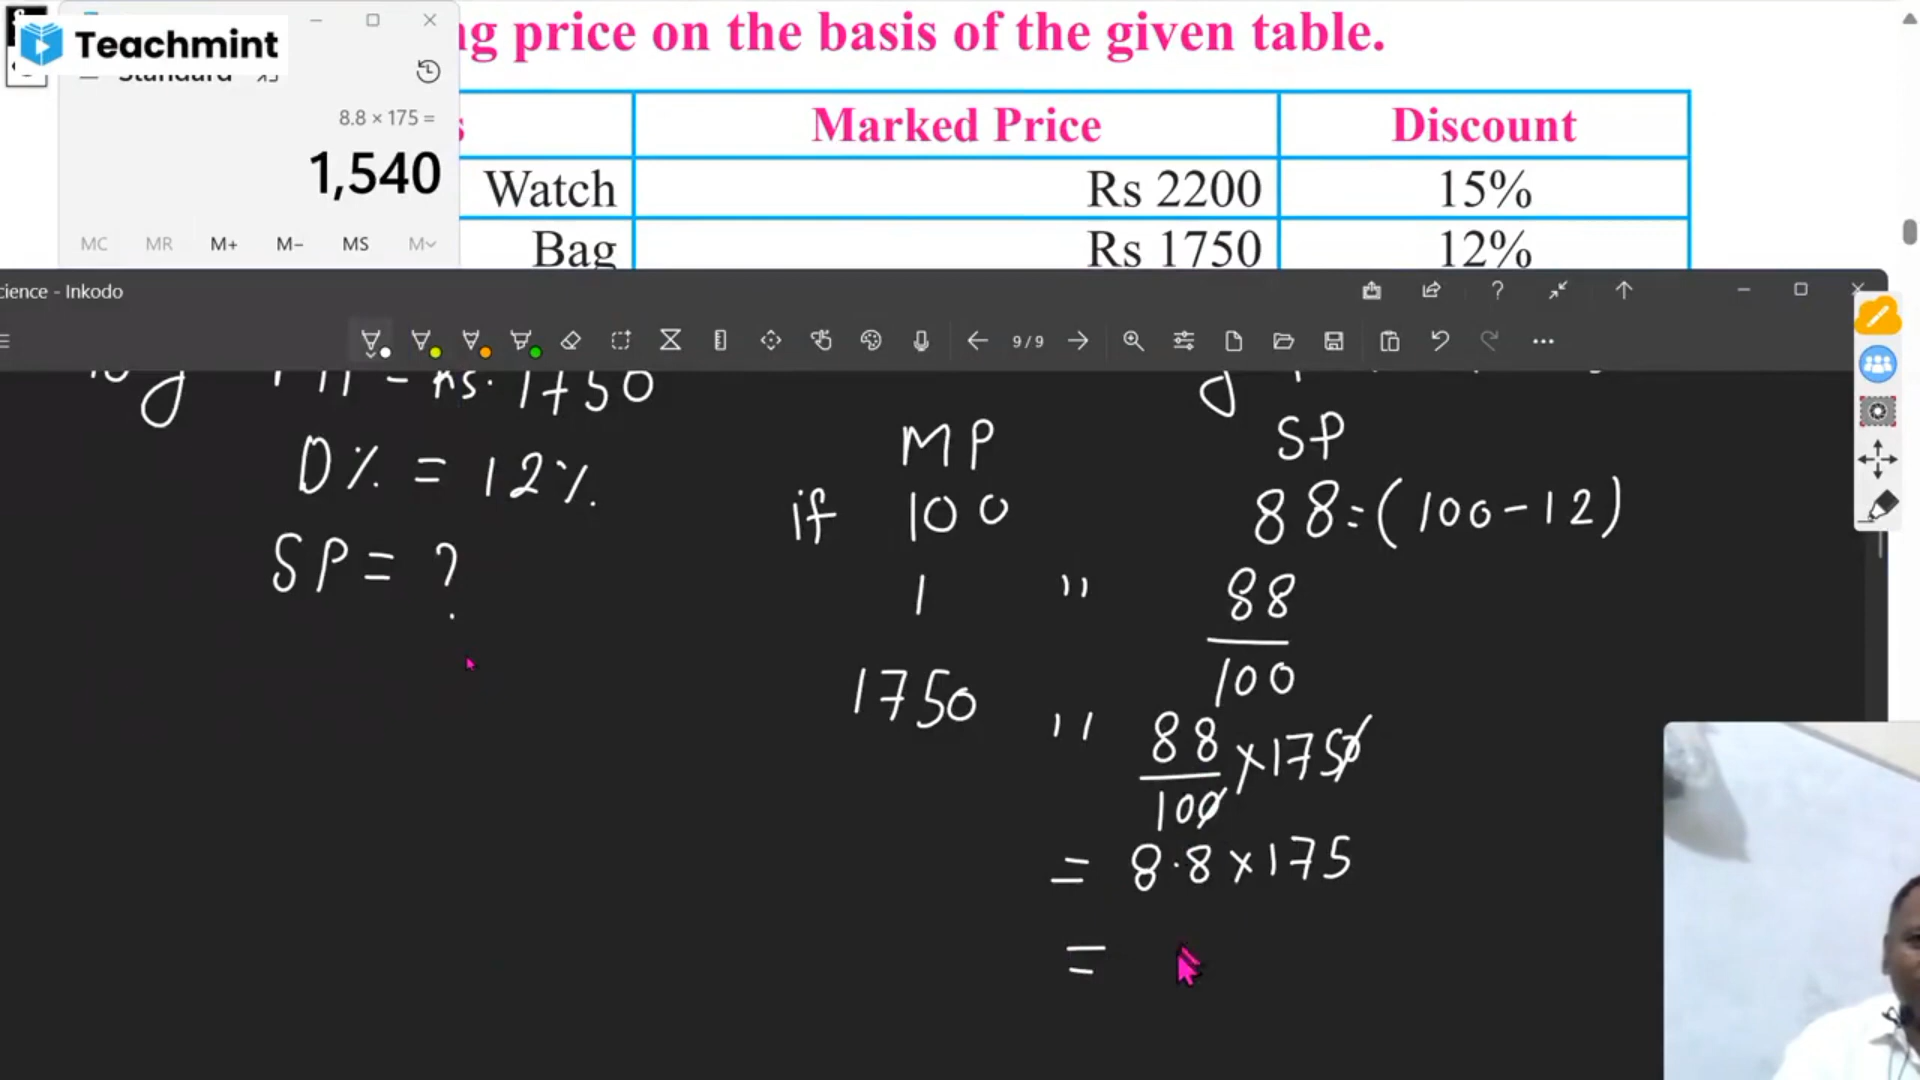 Teachmint
ng price on the basis of the given table.
Standard
8.8 × 175 =
1,540
MC MR M+ M− MS M
s Marked Price Discount
Watch Rs 2200 15%
Bag Rs 1750 12%
cience - Inkodo
9 / 9
Rs. 1750
D% = 12%.
SP = ?
MP SP
if 100 88 = (100 - 12)
1 " 88
100
1750 " 88 × 1750
100
= 8.8 × 175
=